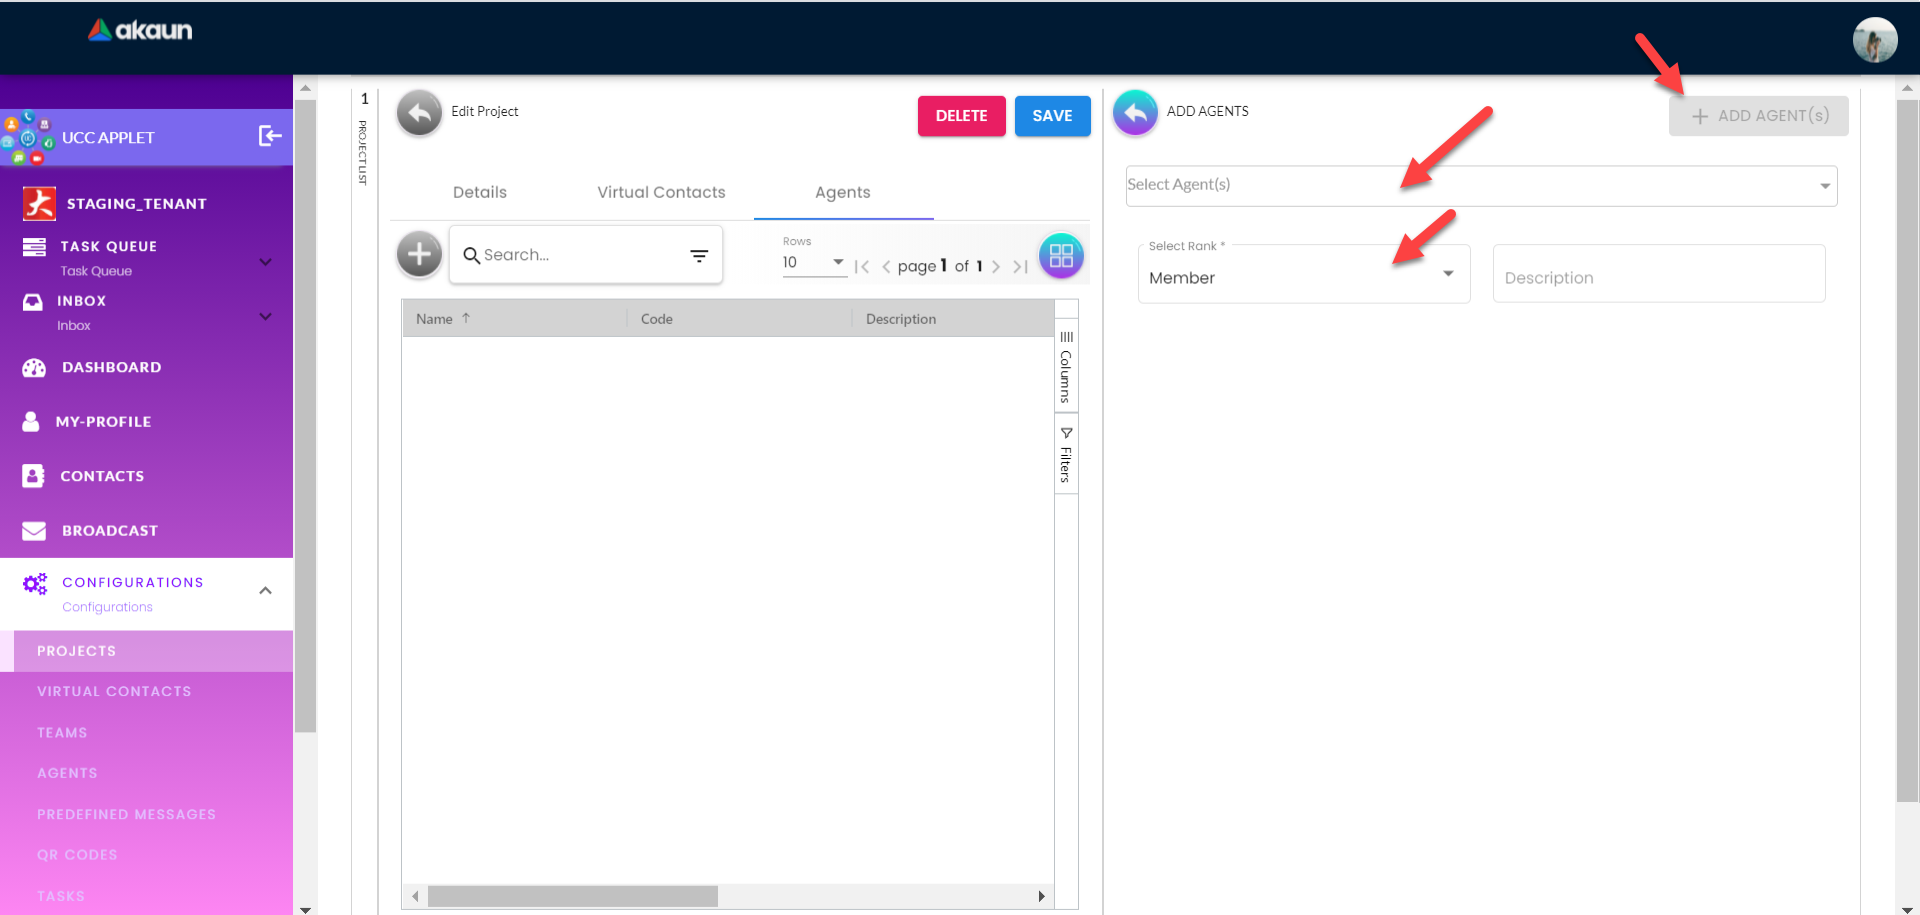 akaun
UCC APPLET
STAGING_TENANT
TASK QUEUE
Task Queue
INBOX
Inbox
DASHBOARD
MY-PROFILE
CONTACTS
BROADCAST
CONFIGURATIONS
Configurations
PROJECTS
VIRTUAL CONTACTS
TEAMS
AGENTS
PREDEFINED MESSAGES
QR CODES
TASKS
1
PROJECT LIST
Edit Project
DELETE
SAVE
Details
Virtual Contacts
Agents
Search...
Rows
10
page 1 of 1
Name
Code
Description
Columns
Filters
ADD AGENTS
ADD AGENT(s)
Select Agent(s)
Select Rank *
Member
Description